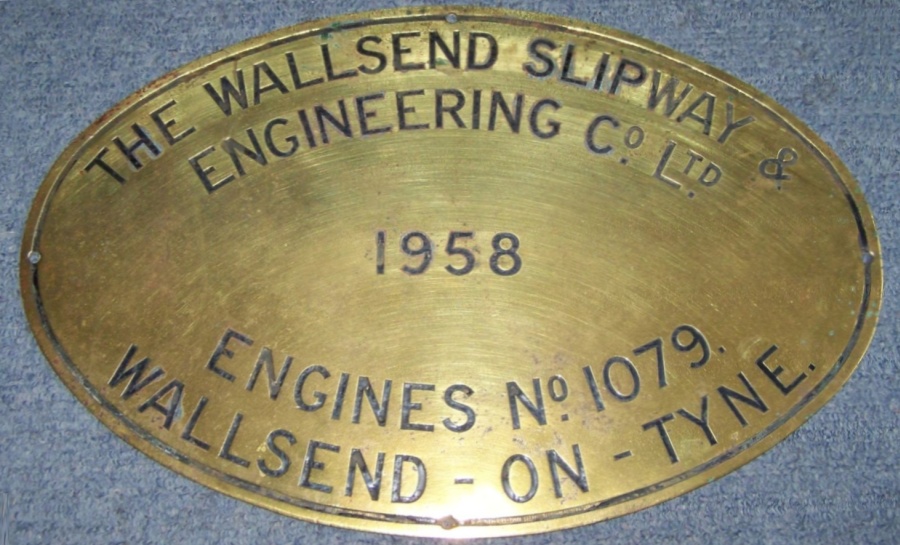 THE WALLSEND SLIPWAY &
ENGINEERING Cº. LTD.
1958
ENGINES Nº. 1079.
WALLSEND - ON - TYNE.